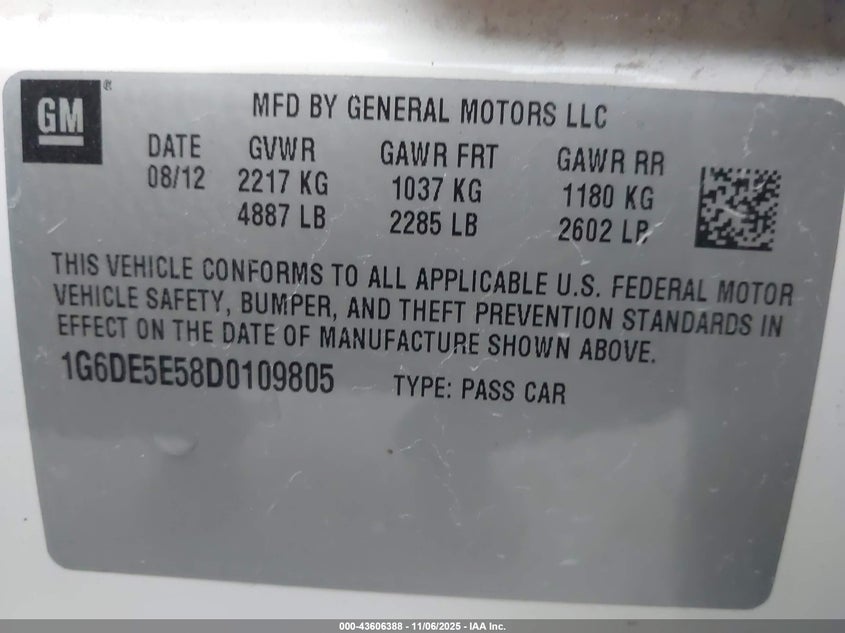 GM
MFD BY GENERAL MOTORS LLC
DATE GVWR GAWR FRT GAWR RR
08/12 2217 KG 1037 KG 1180 KG
4887 LB 2285 LB 2602 LB
THIS VEHICLE CONFORMS TO ALL APPLICABLE U.S. FEDERAL MOTOR
VEHICLE SAFETY, BUMPER, AND THEFT PREVENTION STANDARDS IN
EFFECT ON THE DATE OF MANUFACTURE SHOWN ABOVE.
1G6DE5E58D0109805 TYPE: PASS CAR
000-43606388 - 11/06/2025 - IAA Inc.